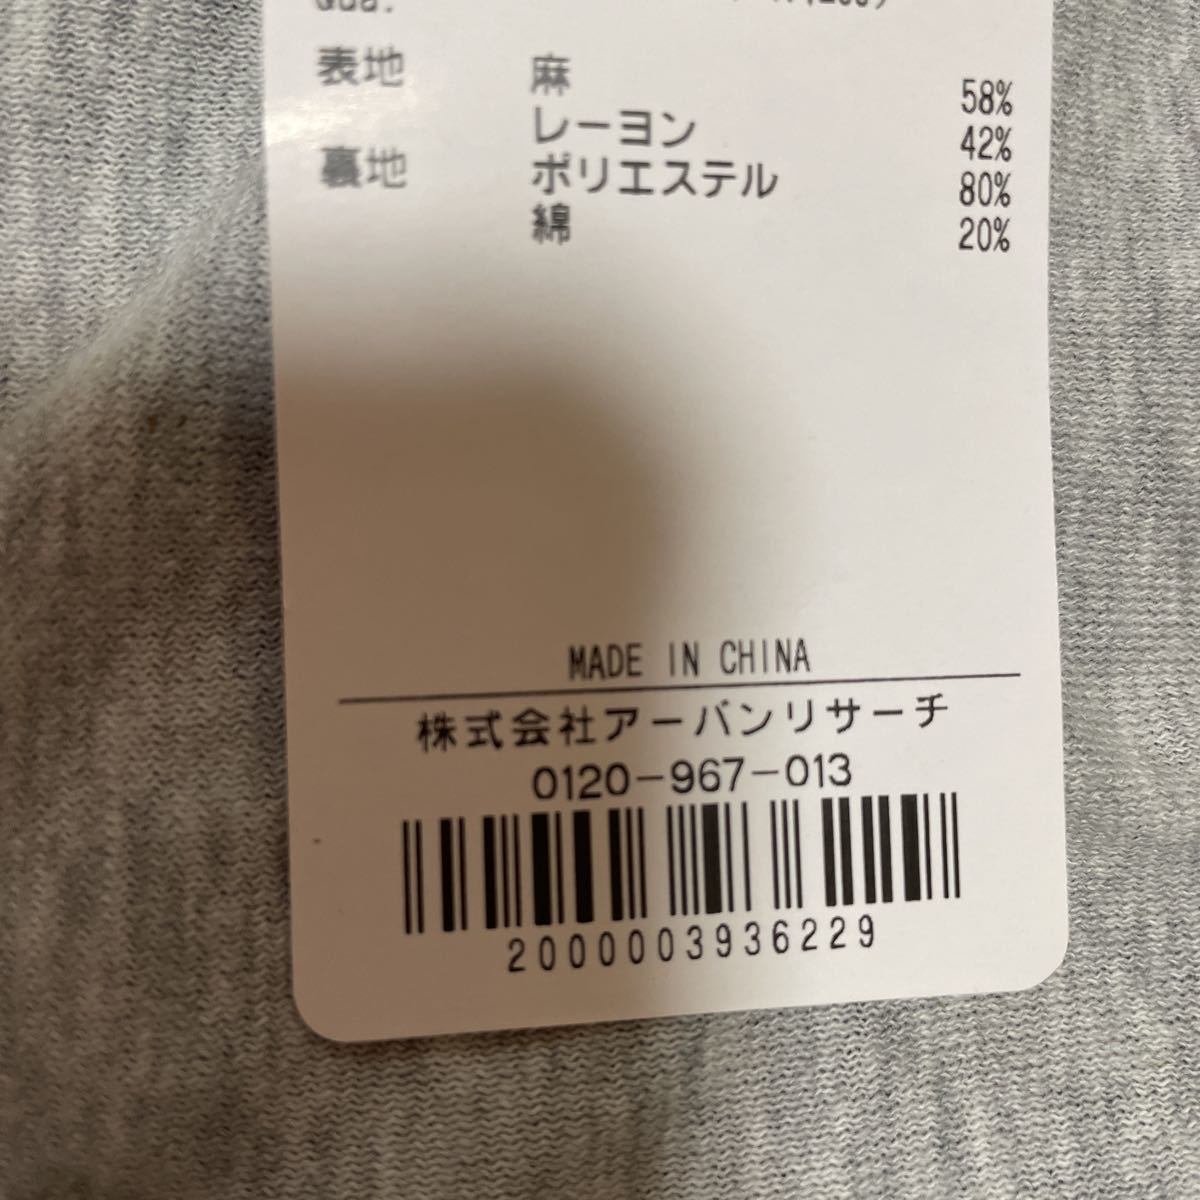 表地 麻 58%
レーヨン 42%
裏地 ポリエステル 80%
綿 20%
MADE IN CHINA
株式会社アーバンリサーチ
0120-967-013
2000003936229